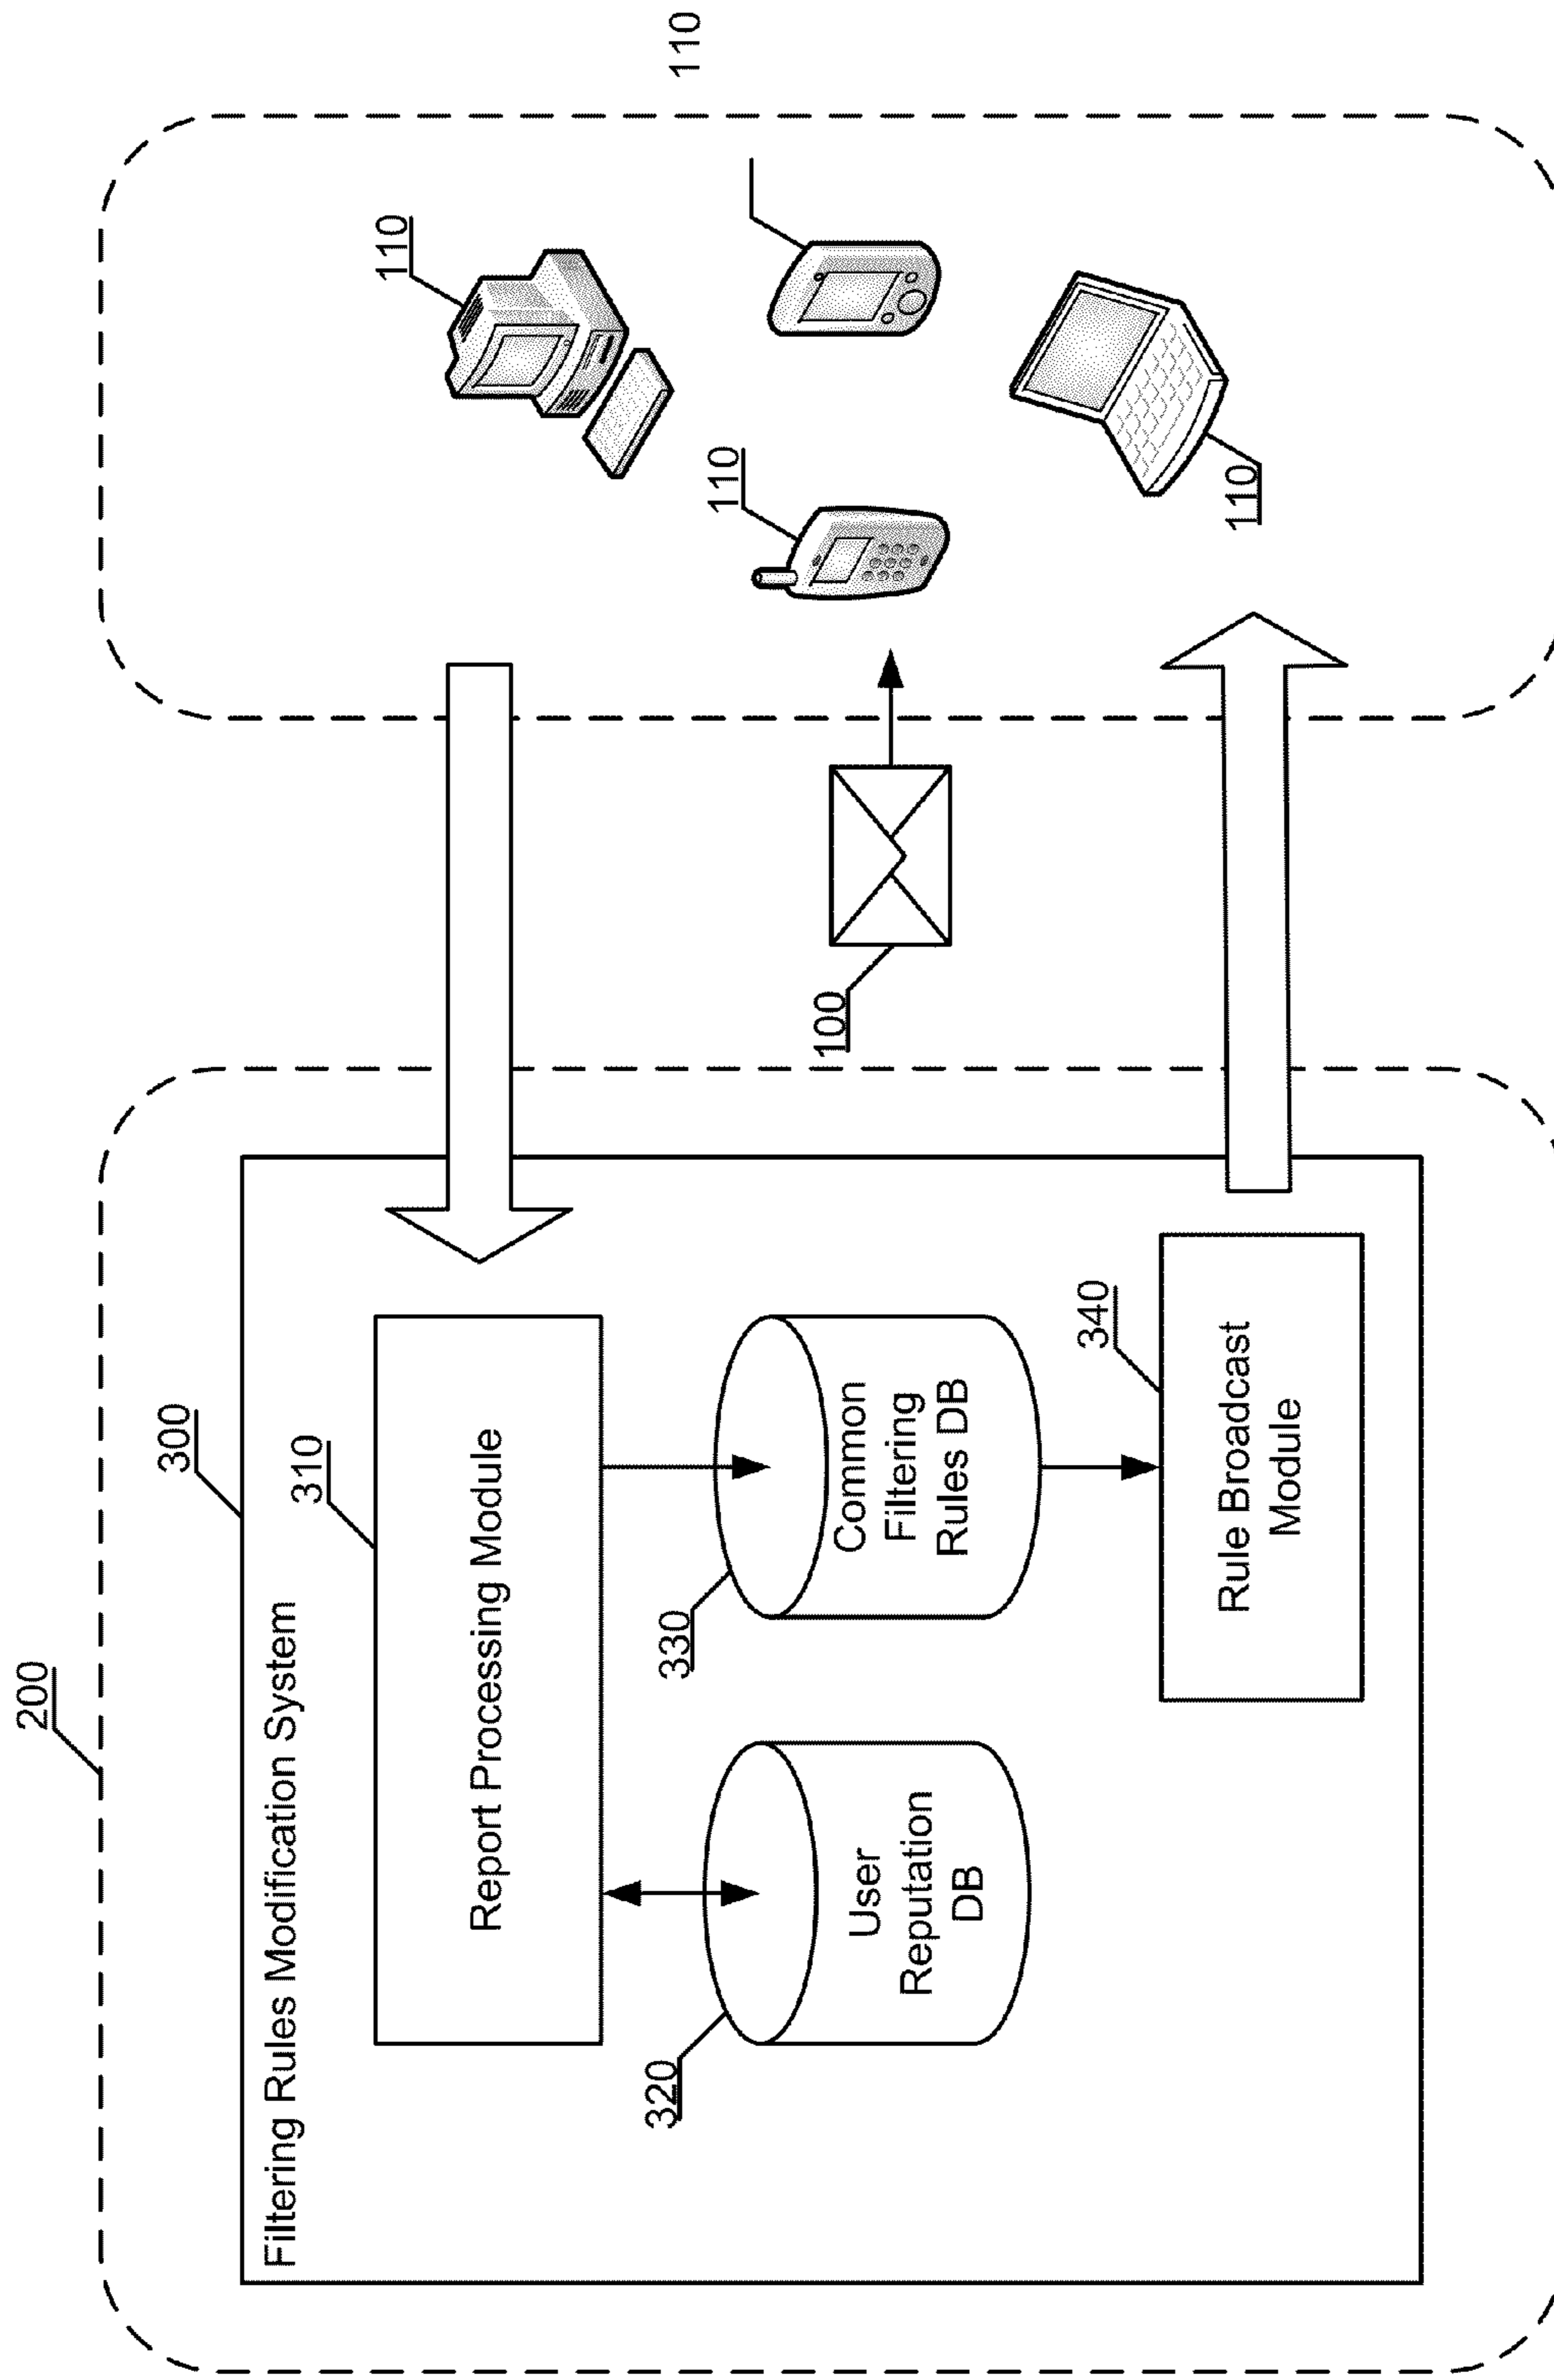 200
300
Filtering Rules Modification System
310
Report Processing Module
320
User
Reputation
DB
330
Common
Filtering
Rules DB
340
Rule Broadcast
Module
100
110
110
110
110